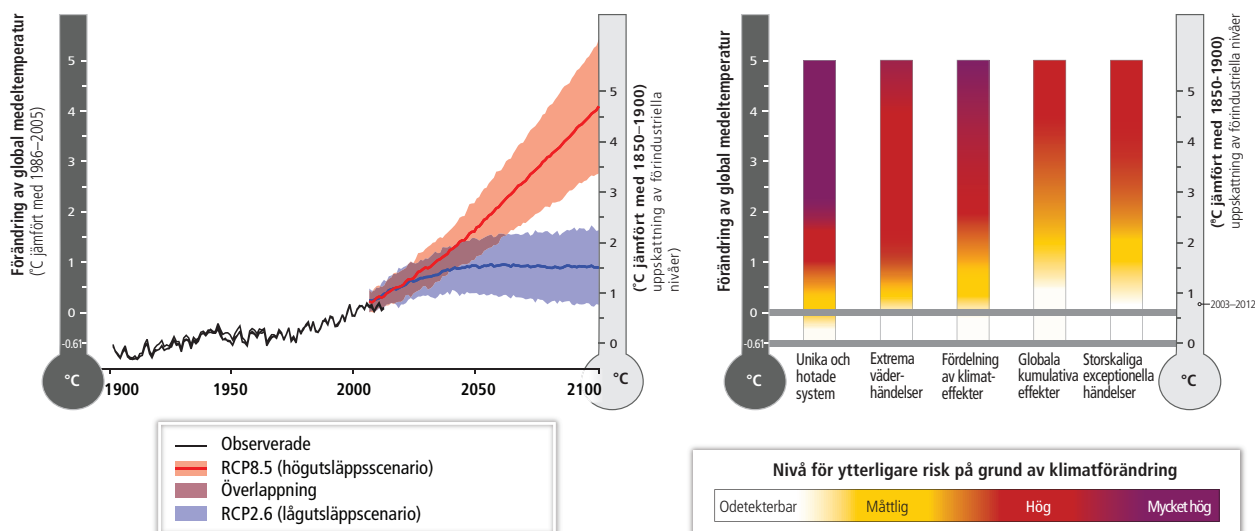 Förändring av global medeltemperatur
(°C jämfört med 1986–2005)
5
4
3
2
1
0
-0.61
°C
1900
1950
2000
2050
2100
5
4
3
2
1
0
°C
(°C jämfört med 1850–1900)
uppskattning av förindustriella
nivåer)
Observerade
RCP8.5 (högutsläppsscenario)
Överlappning
RCP2.6 (lågutsläppsscenario)
Förändring av global medeltemperatur
5
4
3
2
1
0
-0.61
°C
Unika och
hotade
system
Extrema
väder-
händelser
Fördelning
av klimat-
effekter
Globala
kumulativa
effekter
Storskaliga
exceptionella
händelser
5
4
3
2
1
0
°C
2003–2012
(°C jämfört med 1850-1900)
uppskattning av förindustriella nivåer)
Nivå för ytterligare risk på grund av klimatförändring
Odetekterbar
Måttlig
Hög
Mycket hög